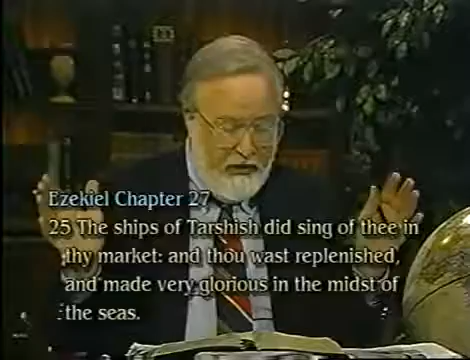 Ezekiel Chapter 27
25 The ships of Tarshish did sing of thee in
thy market: and thou wast replenished,
and made very glorious in the midst of
the seas.